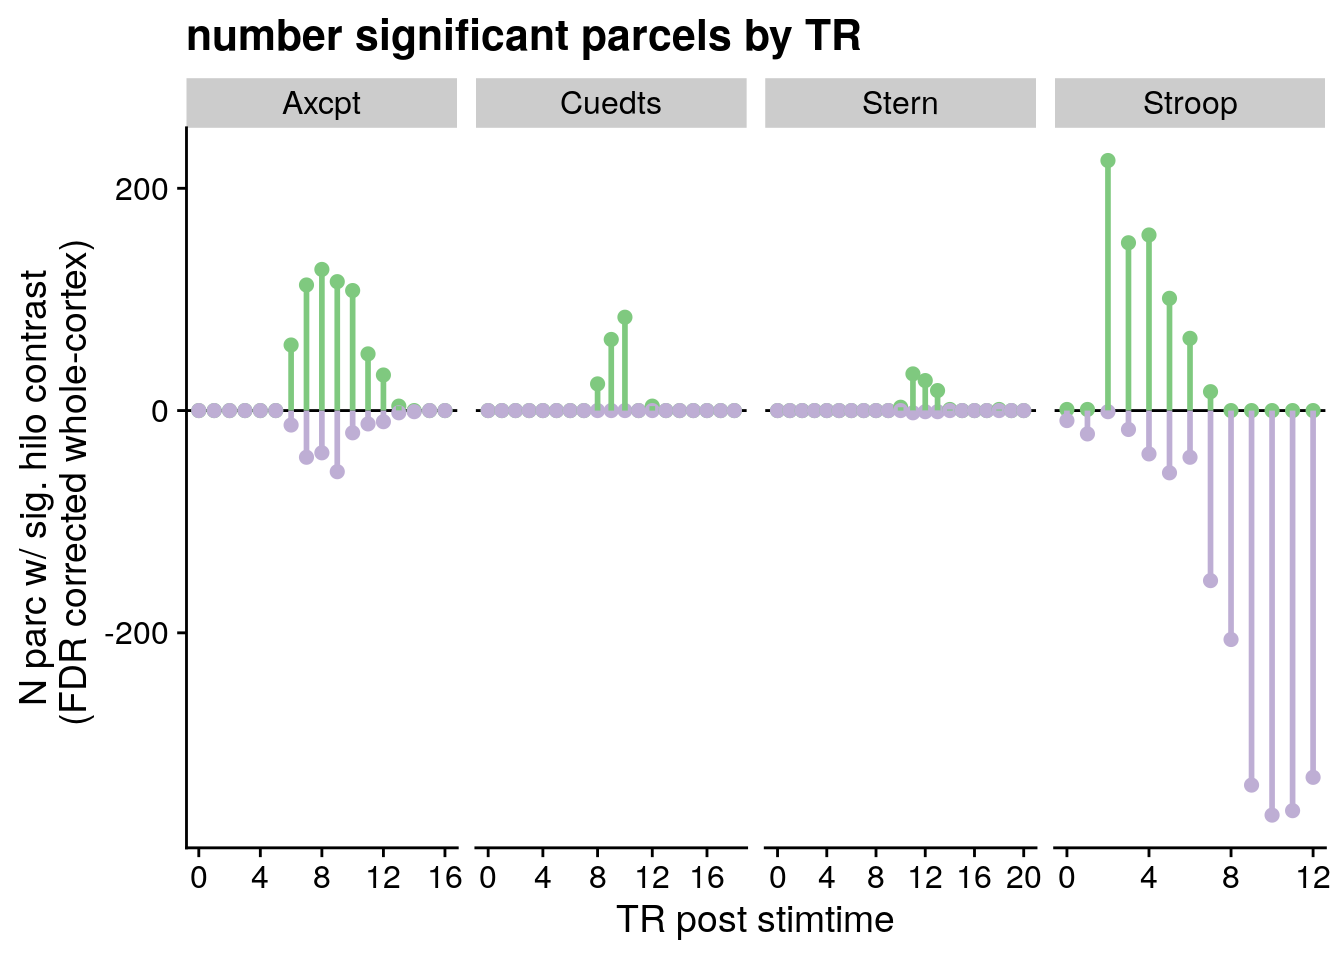 number significant parcels by TR
Axcpt Cuedts Stern Stroop
N parc w/ sig. hilo contrast
(FDR corrected whole-cortex)
200
0
-200
0 4 8 12 16 0 4 8 12 16 0 4 8 12 16 20 0 4 8 12
TR post stimtime